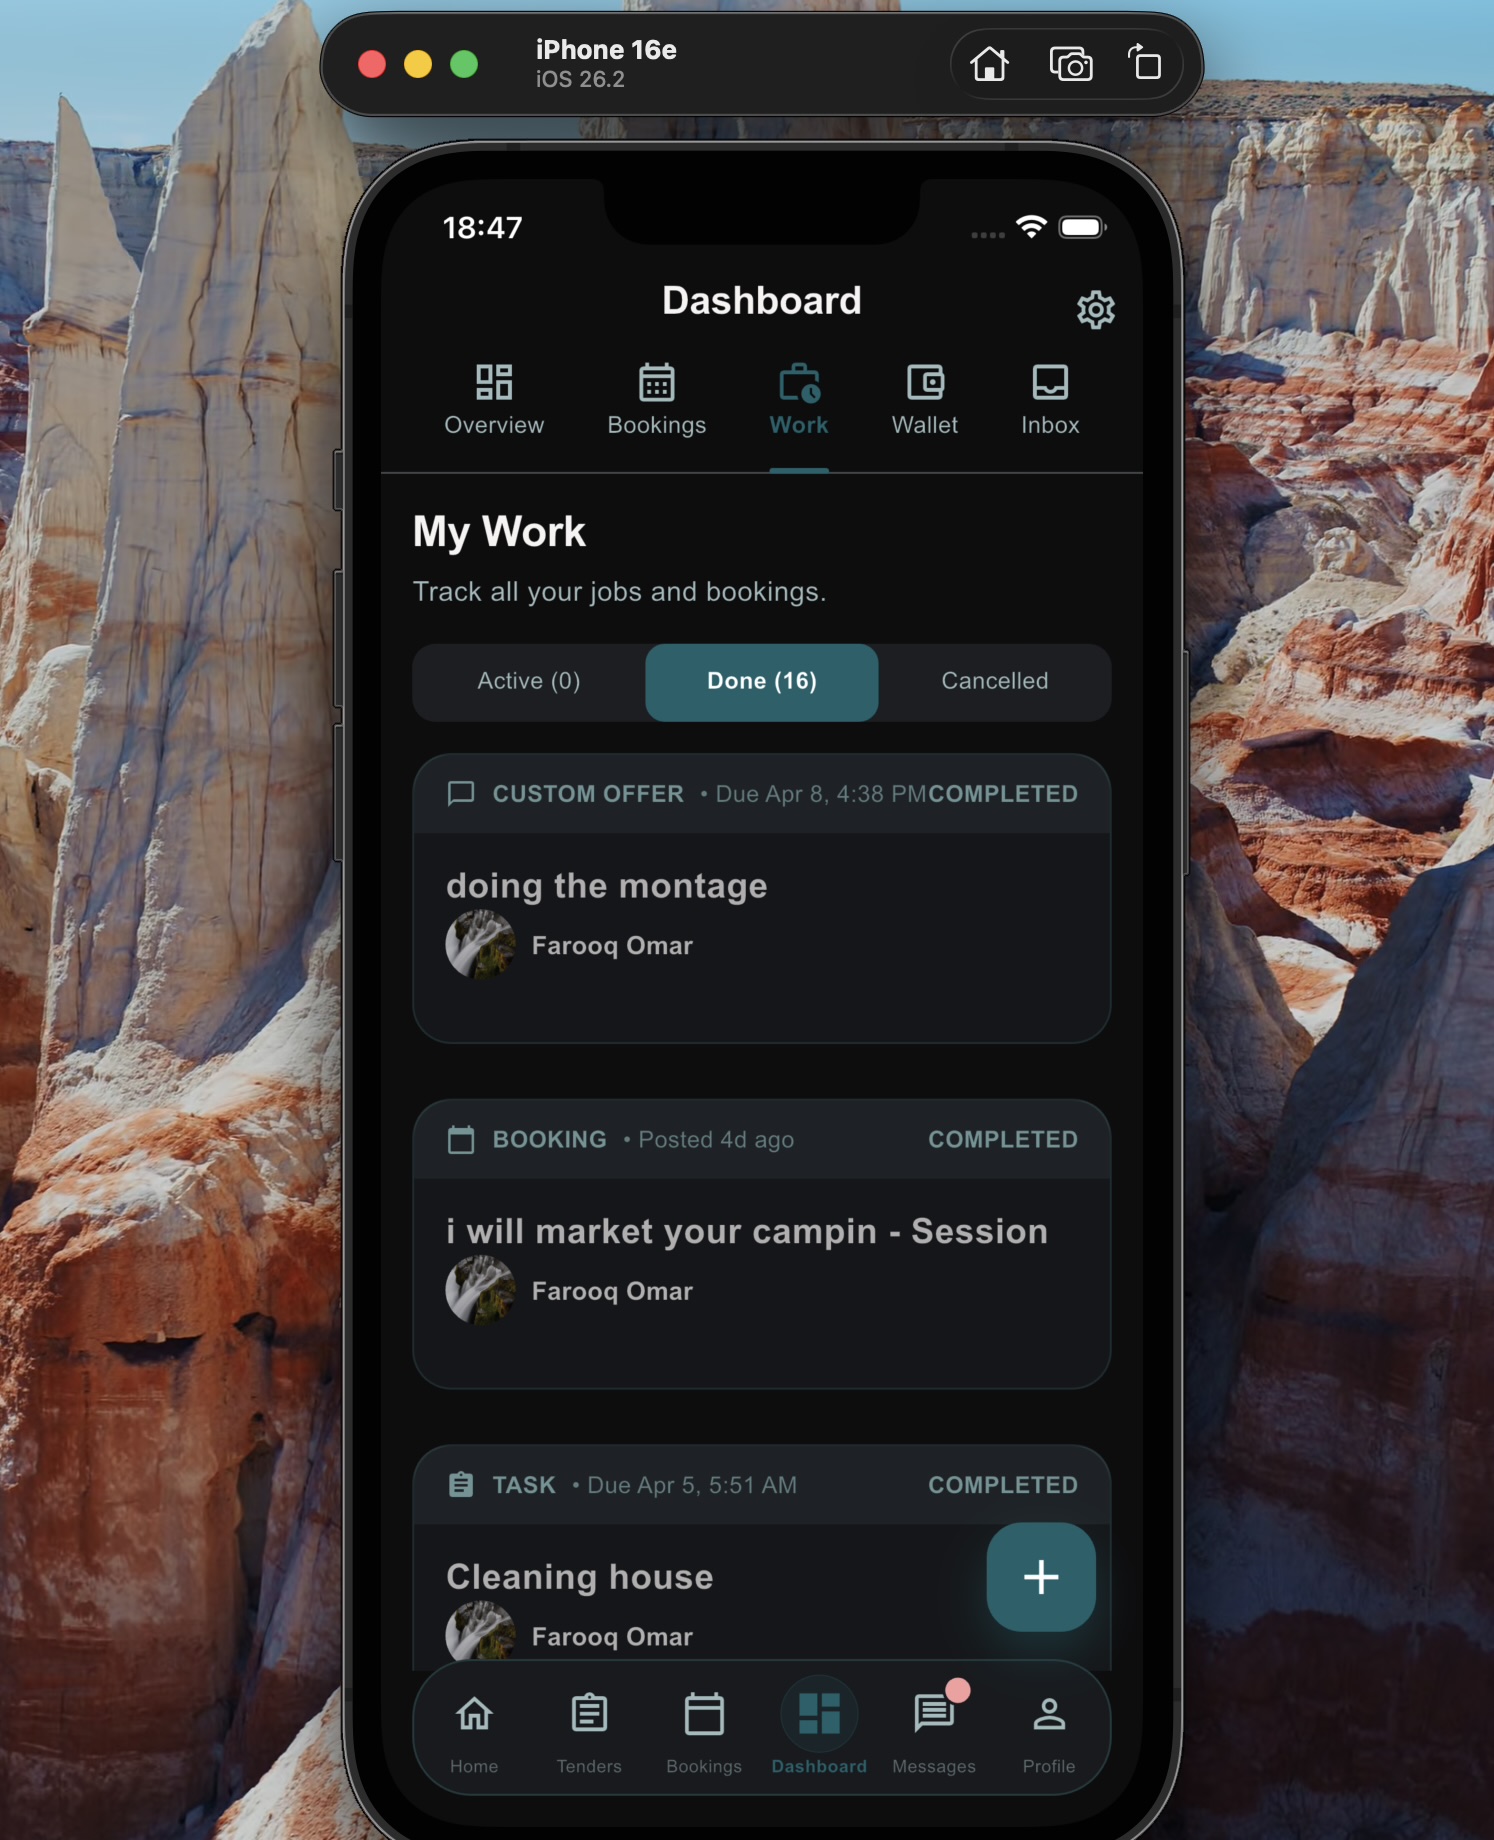 iPhone 16e
iOS 26.2
18:47
Dashboard
Overview
Bookings
Work
Wallet
Inbox
My Work
Track all your jobs and bookings.
Active (0)
Done (16)
Cancelled
CUSTOM OFFER • Due Apr 8, 4:38 PM COMPLETED
doing the montage
Farooq Omar
BOOKING • Posted 4d ago COMPLETED
i will market your campin - Session
Farooq Omar
TASK • Due Apr 5, 5:51 AM COMPLETED
Cleaning house
Farooq Omar
Home
Tenders
Bookings
Dashboard
Messages
Profile